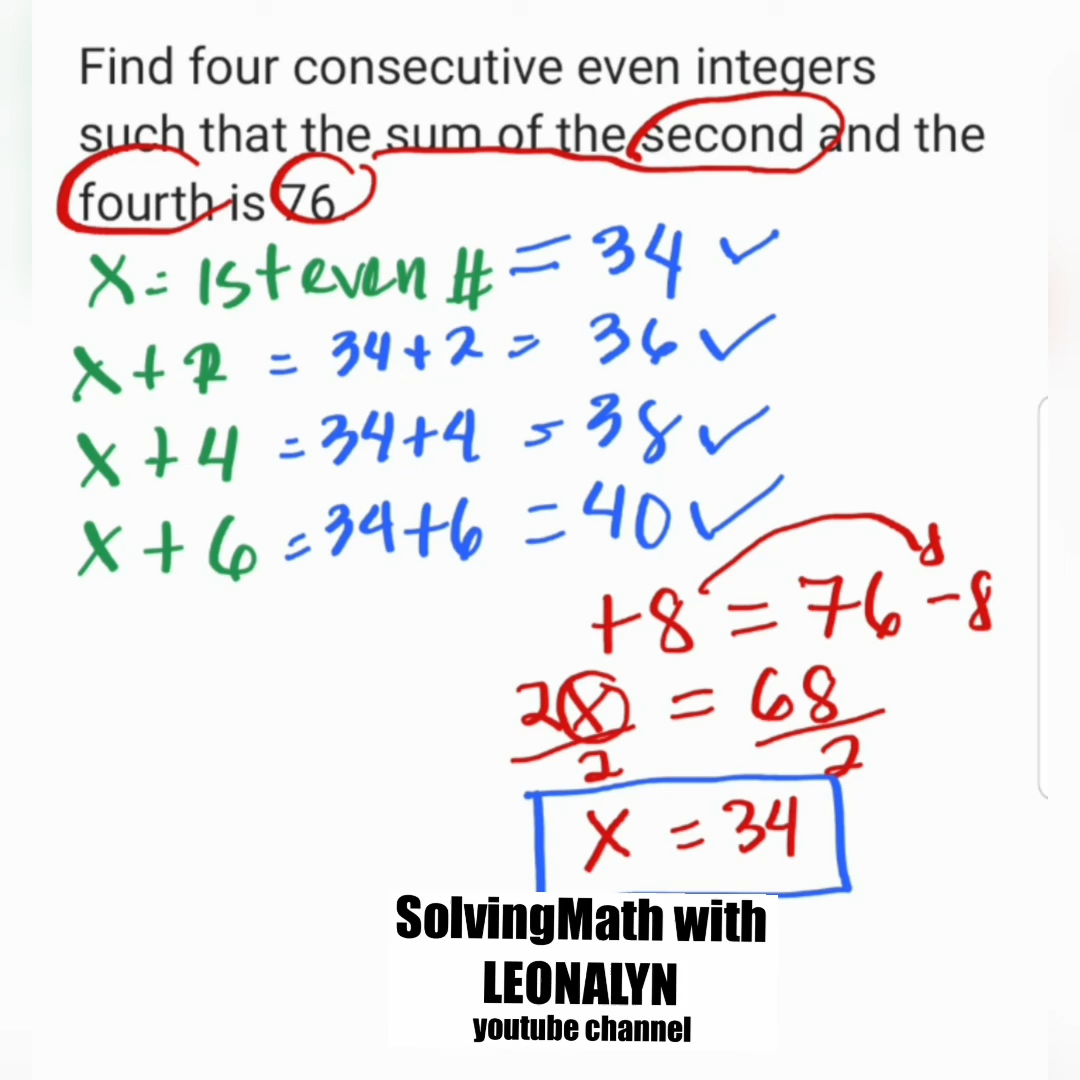 Find four consecutive even integers
such that the sum of the second and the
fourth is 76
X = 1st even # = 34 ✓
X + 2 = 34 + 2 = 36 ✓
X + 4 = 34 + 4 = 38 ✓
X + 6 = 34 + 6 = 40 ✓
8
+8 = 76 - 8
2X = 68
2 2
X = 34
SolvingMath with
LEONALYN
youtube channel